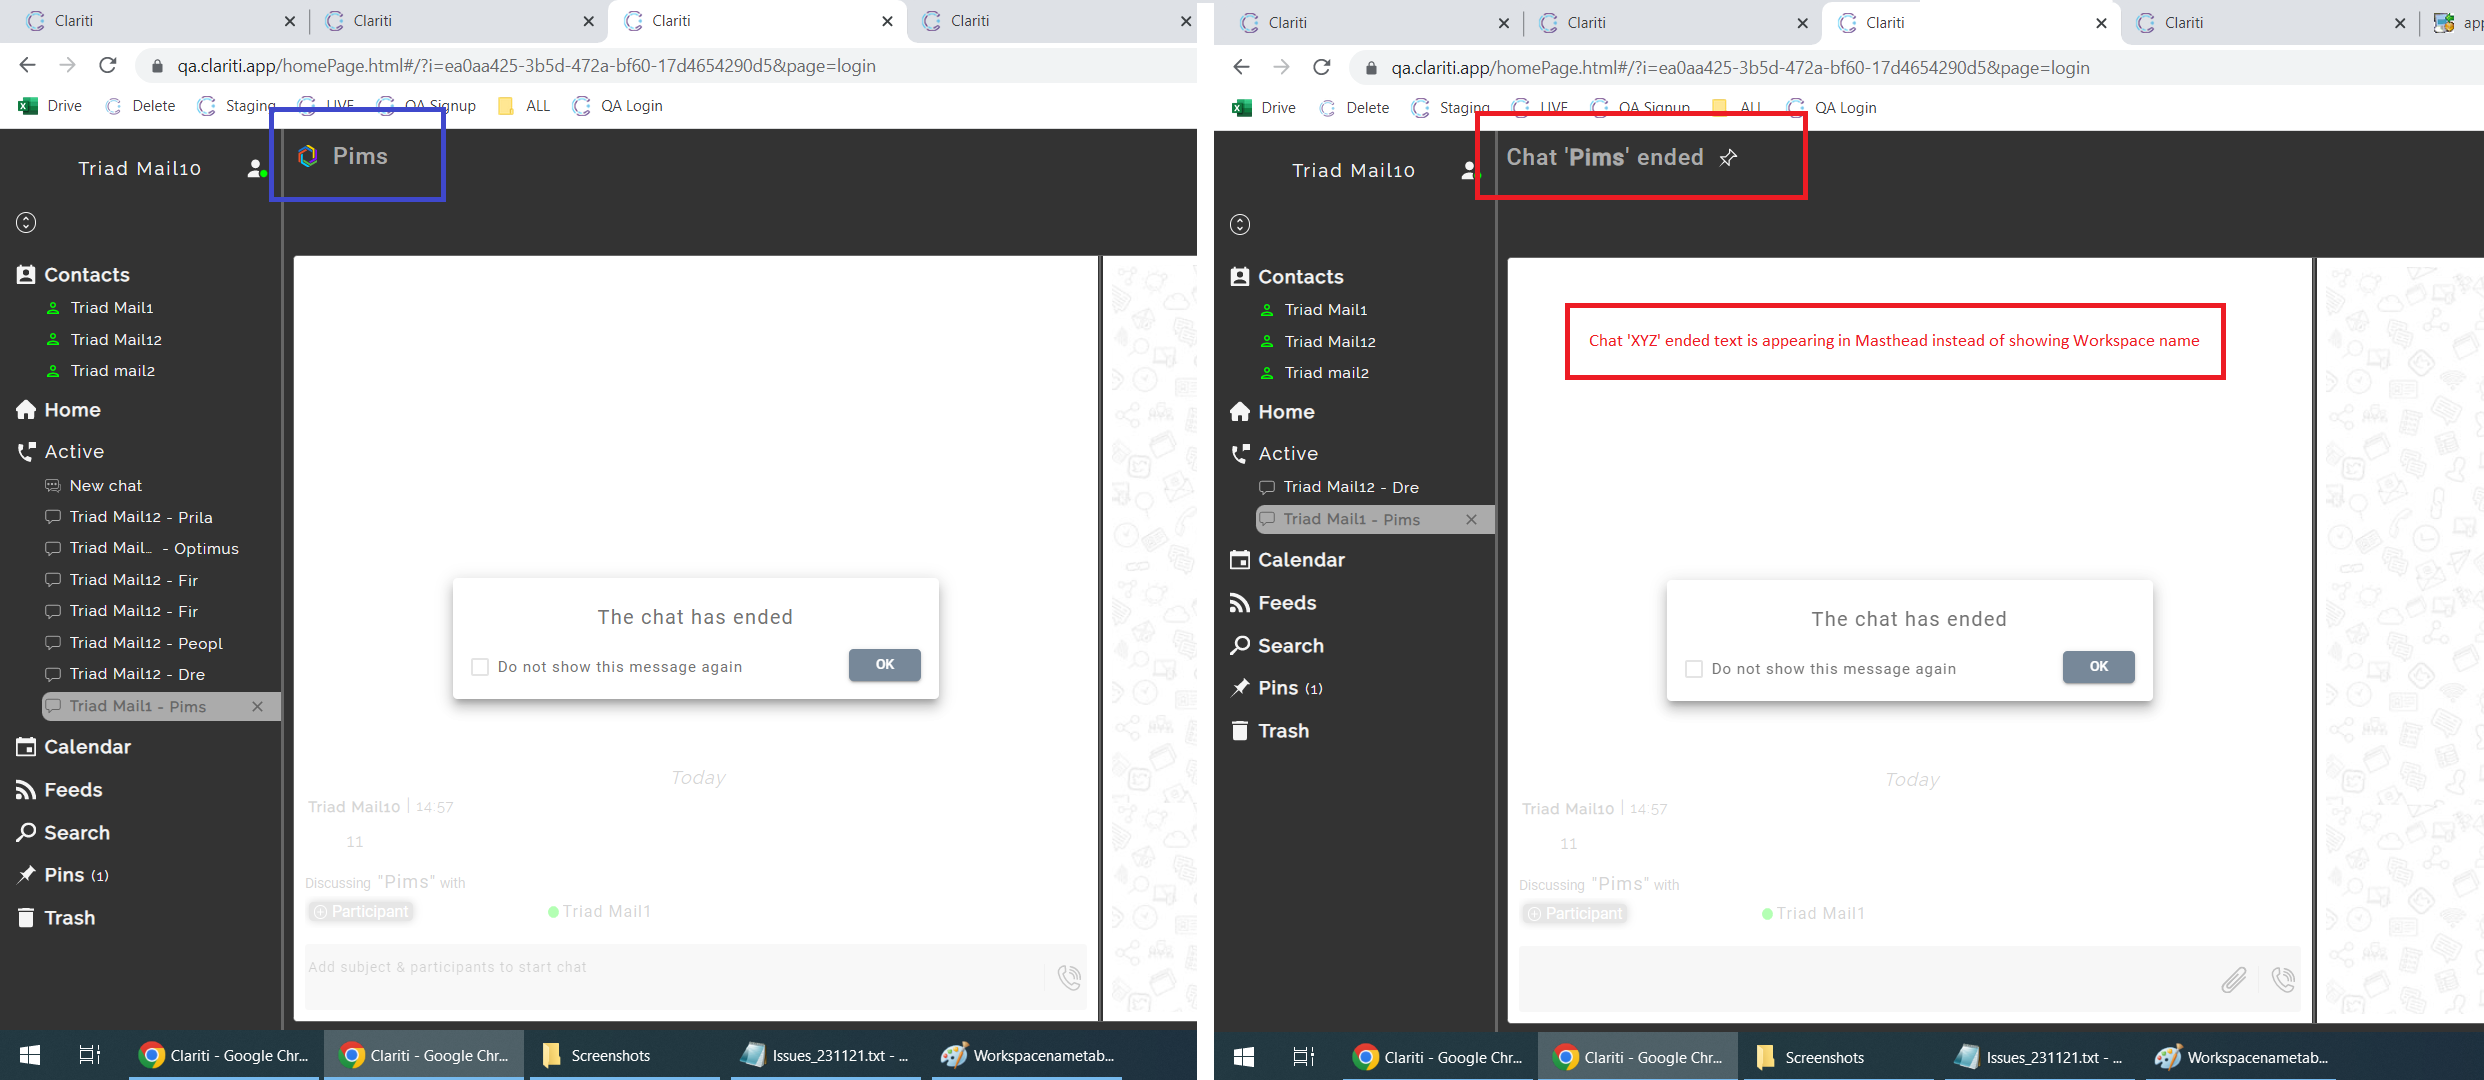 Clariti
Clariti
Clariti
Clariti
qa.clariti.app/homePage.html#/?i=ea0aa425-3b5d-472a-bf60-17d4654290d5&page=login
Drive
Delete
Staging
LIVE
QA Signup
ALL
QA Login
Triad Mail10
Pims
Contacts
Triad Mail1
Triad Mail12
Triad mail2
Home
Active
New chat
Triad Mail12 - Prila
Triad Mail... - Optimus
Triad Mail12 - Fir
Triad Mail12 - Fir
Triad Mail12 - Peopl
Triad Mail12 - Dre
Triad Mail1 - Pims
Calendar
Feeds
Search
Pins (1)
Trash
The chat has ended
Do not show this message again
OK
Today
Triad Mail10 | 14:57
11
Discussing "Pims" with
Participant
Triad Mail1
Add subject & participants to start chat
Clariti - Google Chr...
Clariti - Google Chr...
Screenshots
Issues_231121.txt - ...
Workspacenametab...
Clariti
Clariti
Clariti
Clariti
app
qa.clariti.app/homePage.html#/?i=ea0aa425-3b5d-472a-bf60-17d4654290d5&page=login
Drive
Delete
Staging
LIVE
QA Signup
ALL
QA Login
Triad Mail10
Chat 'Pims' ended
Contacts
Triad Mail1
Triad Mail12
Triad mail2
Home
Active
Triad Mail12 - Dre
Triad Mail1 - Pims
Calendar
Feeds
Search
Pins (1)
Trash
Chat 'XYZ' ended text is appearing in Masthead instead of showing Workspace name
The chat has ended
Do not show this message again
OK
Today
Triad Mail10 | 14:57
11
Discussing "Pims" with
Participant
Triad Mail1
Clariti - Google Chr...
Clariti - Google Chr...
Screenshots
Issues_231121.txt - ...
Workspacenametab...